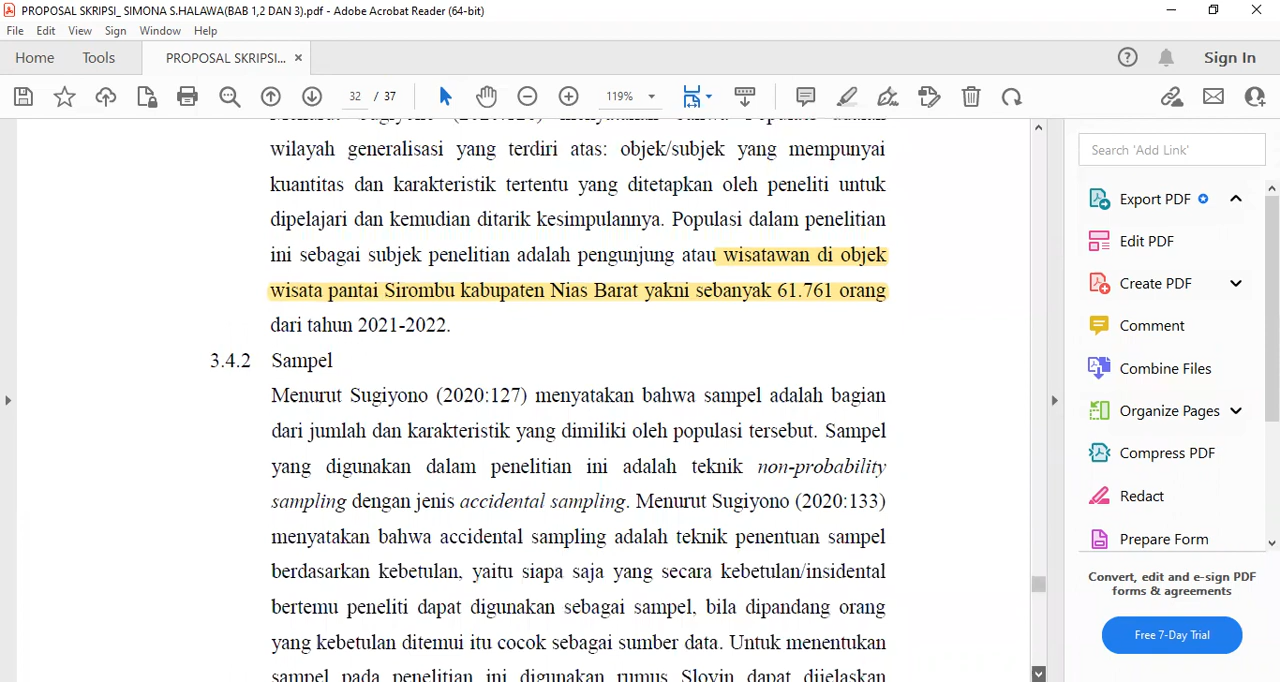 PROPOSAL SKRIPSI_ SIMONA S.HALAWA(BAB 1,2 DAN 3).pdf - Adobe Acrobat Reader (64-bit)
File Edit View Sign Window Help
Home Tools PROPOSAL SKRIPSI... × Sign In
32 / 37 119%
wilayah generalisasi yang terdiri atas: objek/subjek yang mempunyai
kuantitas dan karakteristik tertentu yang ditetapkan oleh peneliti untuk
dipelajari dan kemudian ditarik kesimpulannya. Populasi dalam penelitian
ini sebagai subjek penelitian adalah pengunjung atau wisatawan di objek
wisata pantai Sirombu kabupaten Nias Barat yakni sebanyak 61.761 orang
dari tahun 2021-2022.
3.4.2 Sampel
Menurut Sugiyono (2020:127) menyatakan bahwa sampel adalah bagian
dari jumlah dan karakteristik yang dimiliki oleh populasi tersebut. Sampel
yang digunakan dalam penelitian ini adalah teknik non-probability
sampling dengan jenis accidental sampling. Menurut Sugiyono (2020:133)
menyatakan bahwa accidental sampling adalah teknik penentuan sampel
berdasarkan kebetulan, yaitu siapa saja yang secara kebetulan/insidental
bertemu peneliti dapat digunakan sebagai sampel, bila dipandang orang
yang kebetulan ditemui itu cocok sebagai sumber data. Untuk menentukan
sampel pada penelitian ini digunakan rumus Slovin dapat dijelaskan
Search 'Add Link'
Export PDF
Edit PDF
Create PDF
Comment
Combine Files
Organize Pages
Compress PDF
Redact
Prepare Form
Convert, edit and e-sign PDF
forms & agreements
Free 7-Day Trial